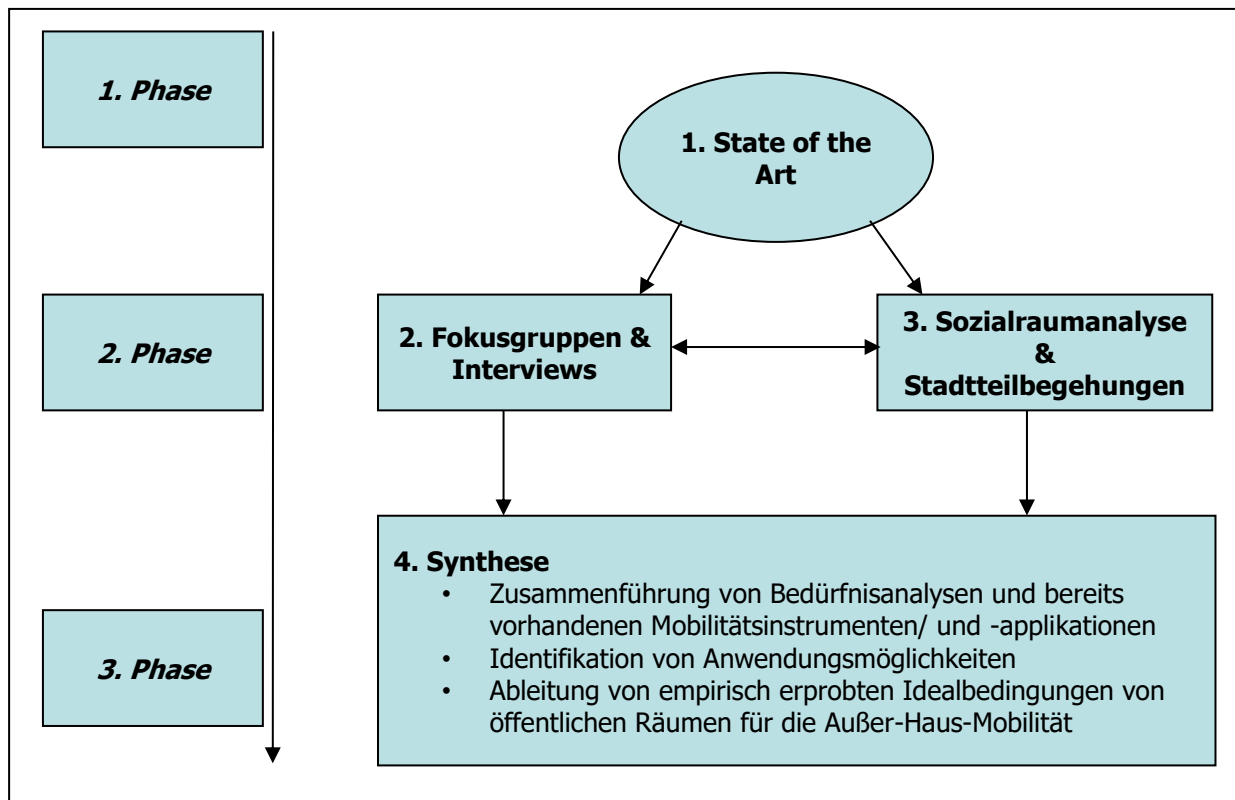 1. Phase
1. State of the
Art
2. Phase
2. Fokusgruppen &
Interviews
3. Sozialraumanalyse
&
Stadtteilbegehungen
3. Phase
4. Synthese
• Zusammenführung von Bedürfnisanalysen und bereits
vorhandenen Mobilitätsinstrumenten/ und -applikationen
• Identifikation von Anwendungsmöglichkeiten
• Ableitung von empirisch erprobten Idealbedingungen von
öffentlichen Räumen für die Außer-Haus-Mobilität